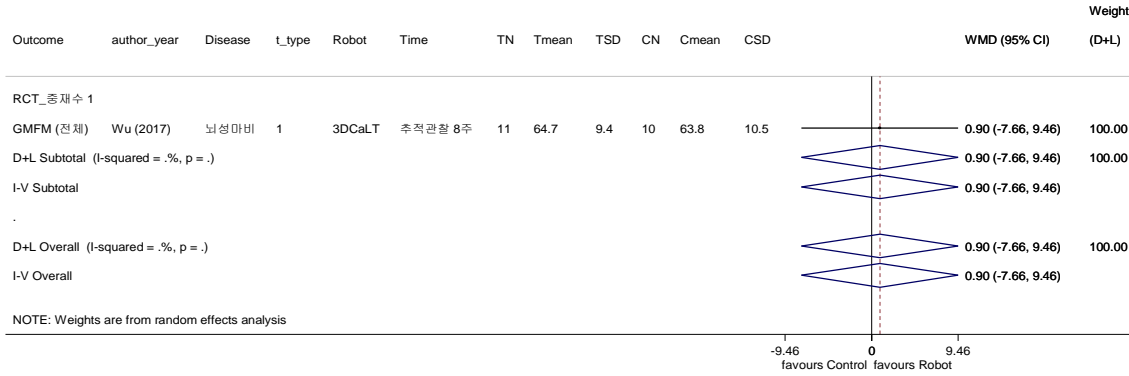 Weight
Outcome author_year Disease t_type Robot Time TN Tmean TSD CN Cmean CSD WMD (95% CI) (D+L)
RCT_중재수 1
GMFM (전체) Wu (2017) 뇌성마비 1 3DCaLT 추적관찰 8주 11 64.7 9.4 10 63.8 10.5 0.90 (-7.66, 9.46) 100.00
D+L Subtotal (I-squared = .%, p = .) 0.90 (-7.66, 9.46) 100.00
I-V Subtotal 0.90 (-7.66, 9.46)
.
D+L Overall (I-squared = .%, p = .) 0.90 (-7.66, 9.46) 100.00
I-V Overall 0.90 (-7.66, 9.46)
NOTE: Weights are from random effects analysis
-9.46 0 9.46
favours Control favours Robot